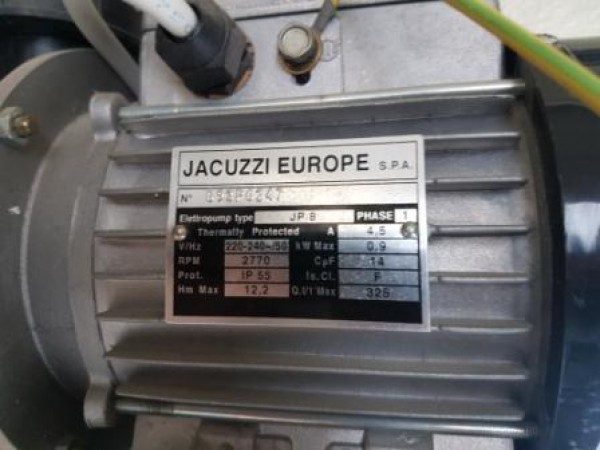 JACUZZI EUROPE S.P.A.
N°
Elettropump type JP 8 PHASE 1
Thermally Protected A 4,5
V/Hz 220-240~/50 kW Max 0,9
RPM 2770 CµF 14
Prot. IP 55 Is.Cl. F
Hm Max 12,2 Q.l/1' Max 325